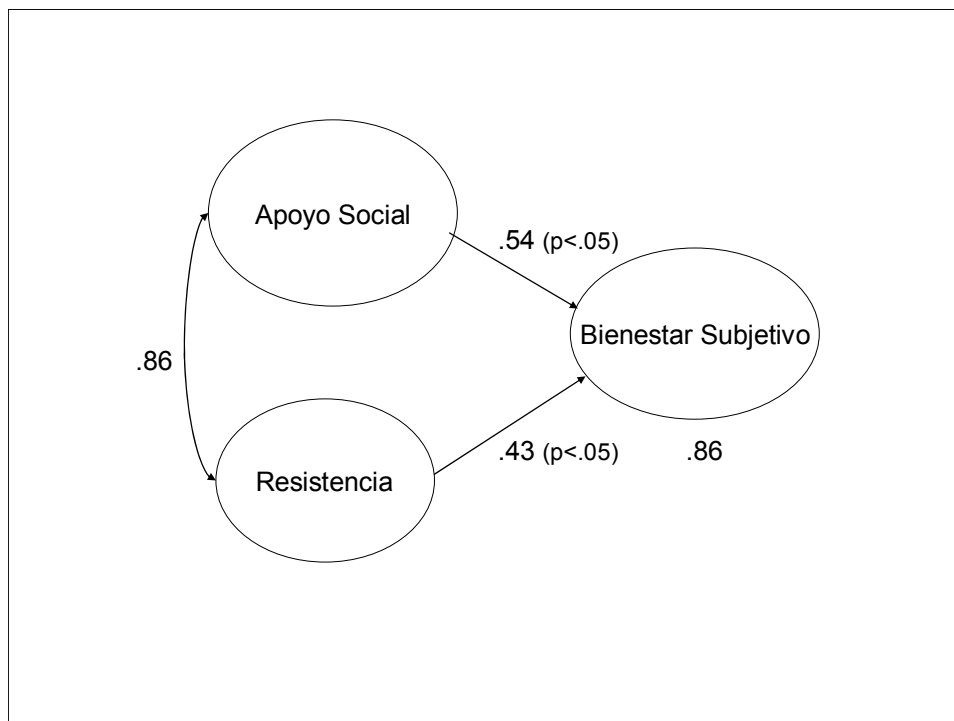 Apoyo Social
.54 (p<.05)
Bienestar Subjetivo
.86
.43 (p<.05)
.86
Resistencia